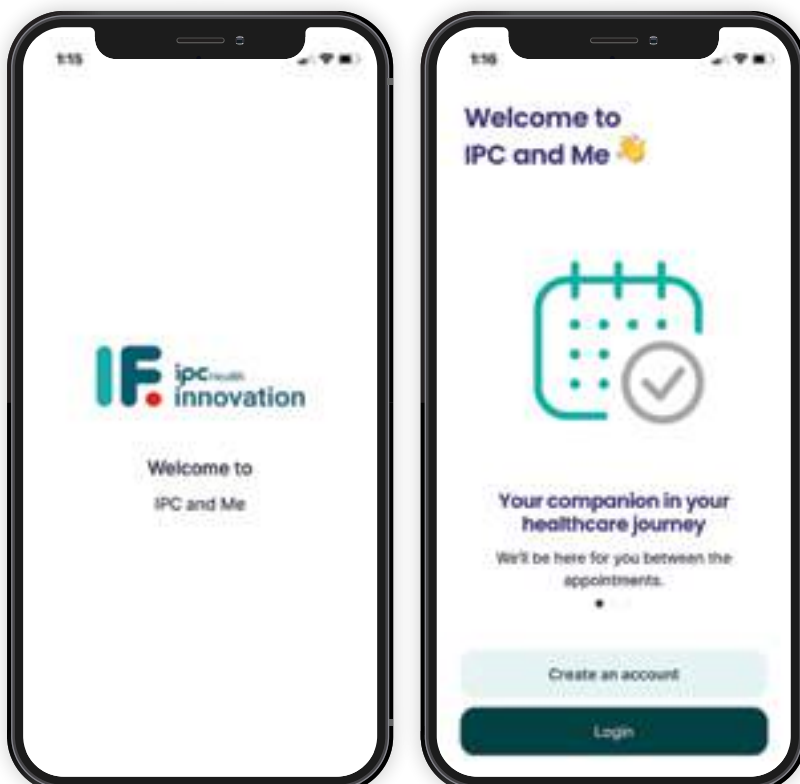 1:15
IF.
ipc health
innovation
Welcome to
IPC and Me
1:16
Welcome to
IPC and Me 👋
Your companion in your
healthcare journey
We'll be here for you between the
appointments.
Create an account
Login